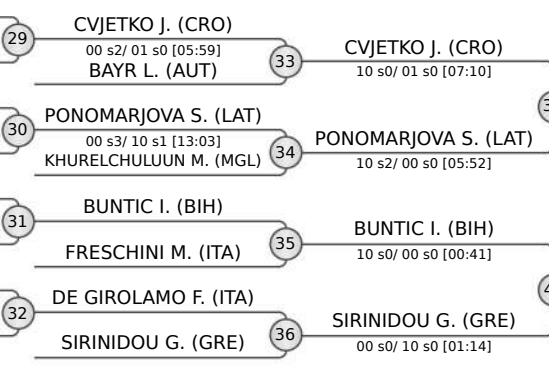 29
CVJETKO J. (CRO)
00 s2/ 01 s0 [05:59]
BAYR L. (AUT)
33
CVJETKO J. (CRO)
10 s0/ 01 s0 [07:10]
30
PONOMARJOVA S. (LAT)
00 s3/ 10 s1 [13:03]
KHURELCHULUUN M. (MGL)
34
PONOMARJOVA S. (LAT)
10 s2/ 00 s0 [05:52]
31
BUNTIC I. (BIH)
FRESCHINI M. (ITA)
35
BUNTIC I. (BIH)
10 s0/ 00 s0 [00:41]
32
DE GIROLAMO F. (ITA)
SIRINIDOU G. (GRE)
36
SIRINIDOU G. (GRE)
00 s0/ 10 s0 [01:14]